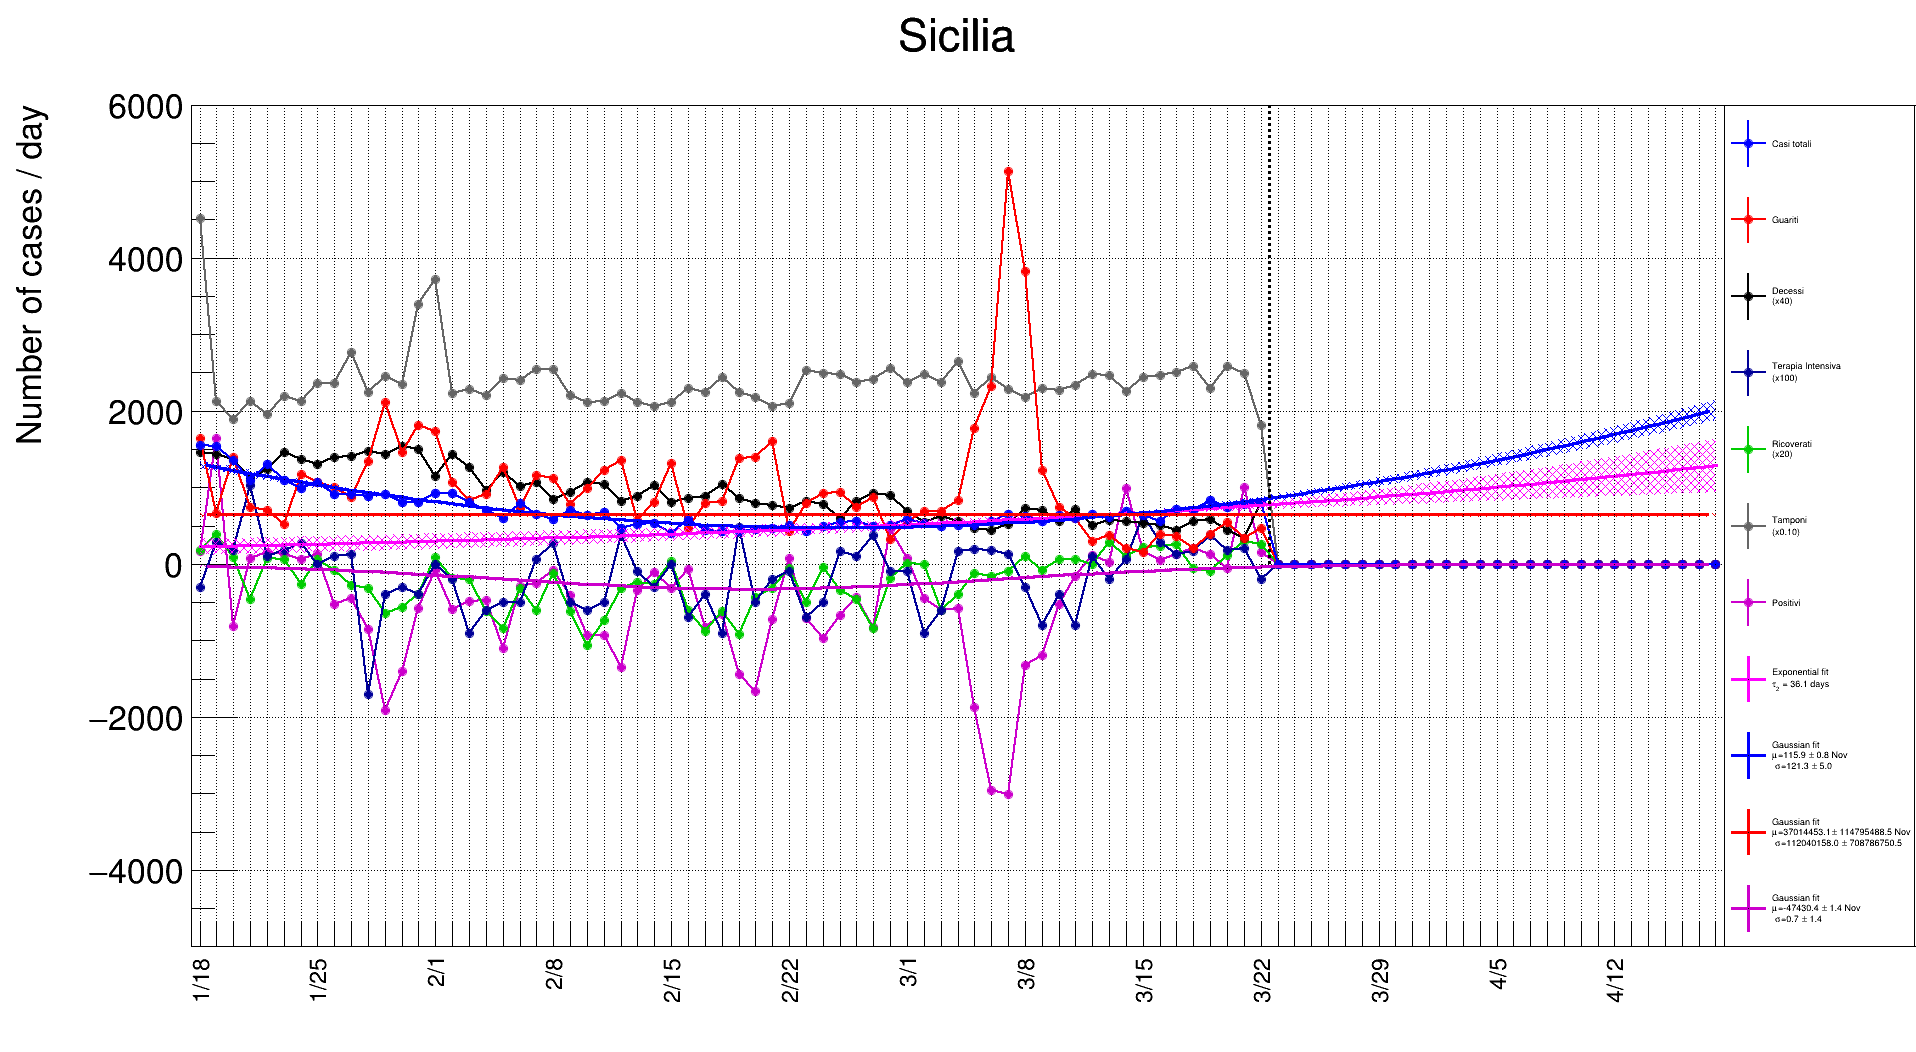 Sicilia
Number of cases / day
6000
4000
2000
0
−2000
−4000
1/18
1/25
2/1
2/8
2/15
2/22
3/1
3/8
3/15
3/22
3/29
4/5
4/12
Casi totali
Guariti
Decessi
(x40)
Terapia Intensiva
(x100)
Ricoverati
(x20)
Tamponi
(x0.10)
Positivi
Exponential fit
τ2 = 36.1 days
Gaussian fit
μ=115.9 ± 0.8 Nov
σ=121.3 ± 5.0
Gaussian fit
μ=37014453.1 ± 114795488.5 Nov
σ=112040158.0 ± 708786750.5
Gaussian fit
μ=-47430.4 ± 1.4 Nov
σ=0.7 ± 1.4